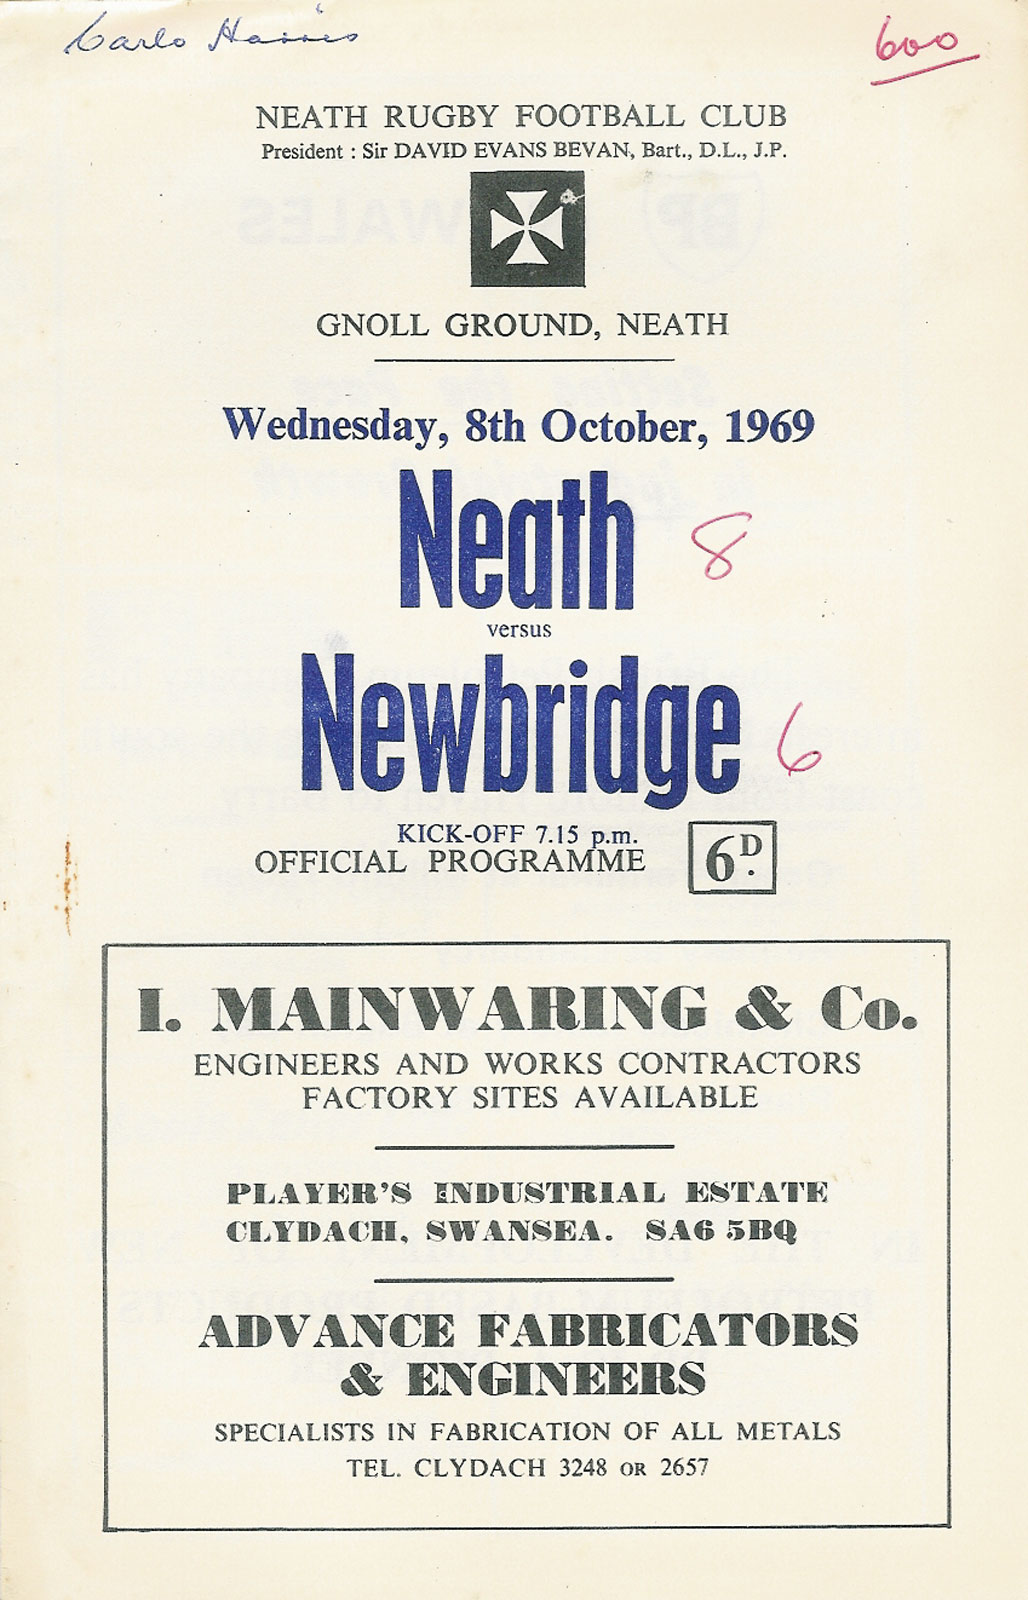 Carlo Harris
600
NEATH RUGBY FOOTBALL CLUB
President : Sir DAVID EVANS BEVAN, Bart., D.L., J.P.
GNOLL GROUND, NEATH
Wednesday, 8th October, 1969
Neath 8
versus
Newbridge 6
KICK-OFF 7.15 p.m.
OFFICIAL PROGRAMME 6D.
I. MAINWARING & Co.
ENGINEERS AND WORKS CONTRACTORS
FACTORY SITES AVAILABLE
PLAYER'S INDUSTRIAL ESTATE
CLYDACH, SWANSEA. SA6 5BQ
ADVANCE FABRICATORS
& ENGINEERS
SPECIALISTS IN FABRICATION OF ALL METALS
TEL. CLYDACH 3248 OR 2657